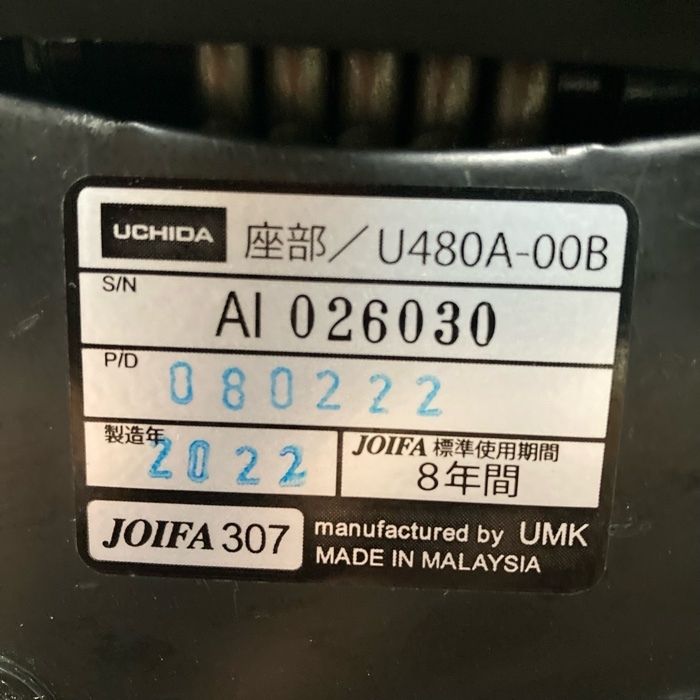 UCHIDA 座部/U480A-00B
S/N
AI 026030
P/D
080222
製造年
2022
JOIFA 標準使用期間
8年間
JOIFA 307
manufactured by UMK
MADE IN MALAYSIA